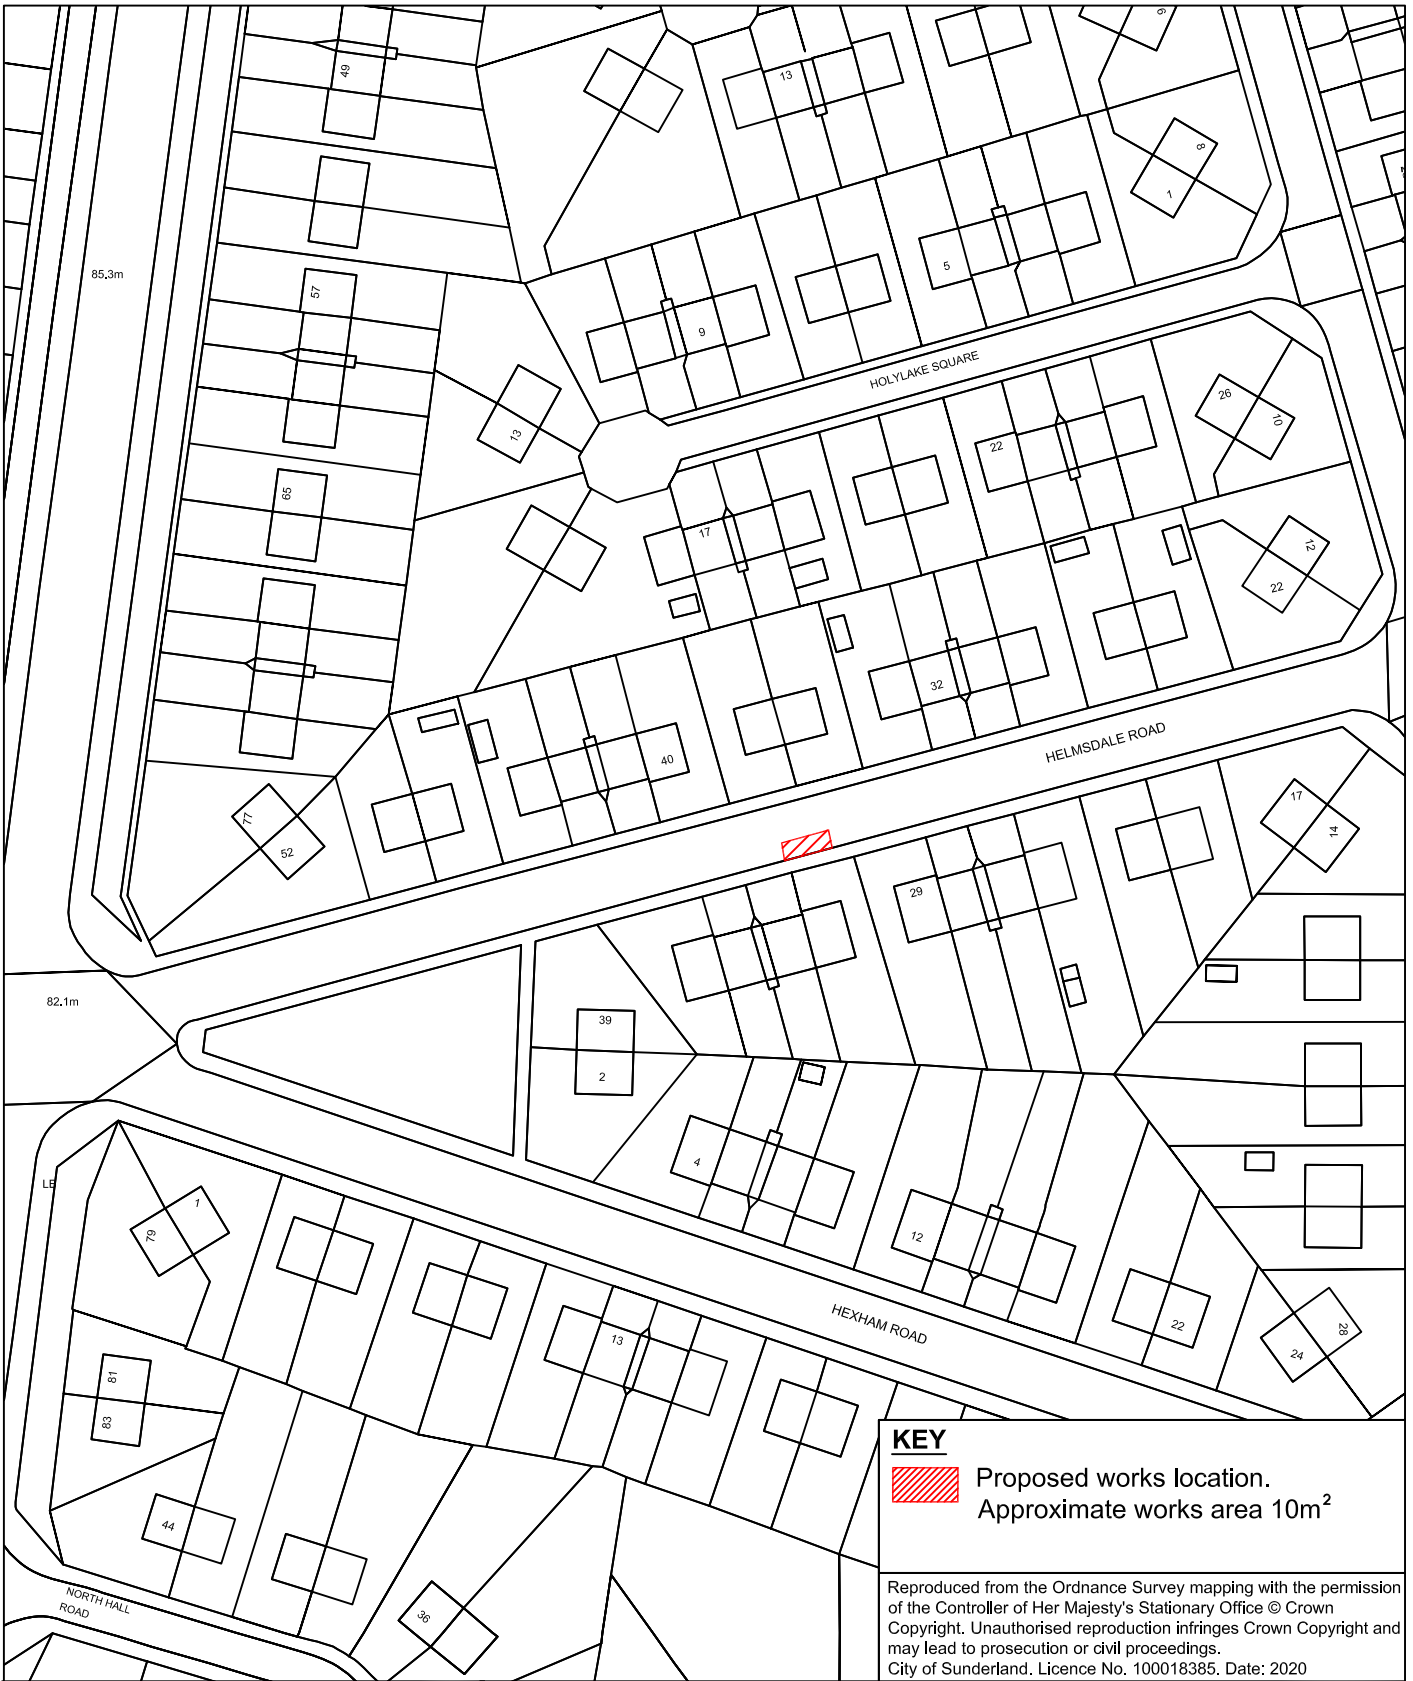 49
13
6
8
1
85.3m
57
5
9
HOLYLAKE SQUARE
13
26
10
22
65
17
12
22
32
HELMSDALE ROAD
40
77
52
17
14
29
82.1m
39
2
4
LB
1
79
12
22
HEXHAM ROAD
13
28
24
81
83
44
36
NORTH HALL
ROAD
KEY
Proposed works location.
Approximate works area 10m²
Reproduced from the Ordnance Survey mapping with the permission
of the Controller of Her Majesty's Stationary Office © Crown
Copyright. Unauthorised reproduction infringes Crown Copyright and
may lead to prosecution or civil proceedings.
City of Sunderland. Licence No. 100018385. Date: 2020